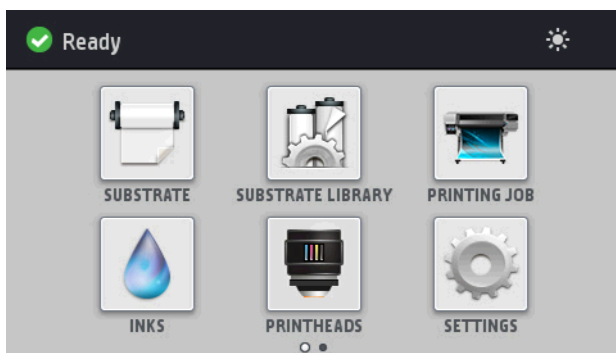 Ready
SUBSTRATE SUBSTRATE LIBRARY PRINTING JOB
INKS PRINTHEADS SETTINGS